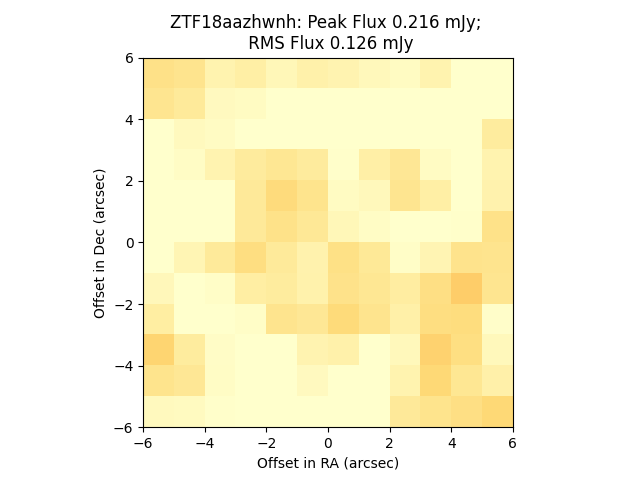 ZTF18aazhwnh: Peak Flux 0.216 mJy;
RMS Flux 0.126 mJy
6
4
2
0
−2
−4
−6
Offset in Dec (arcsec)
−6 −4 −2 0 2 4 6
Offset in RA (arcsec)